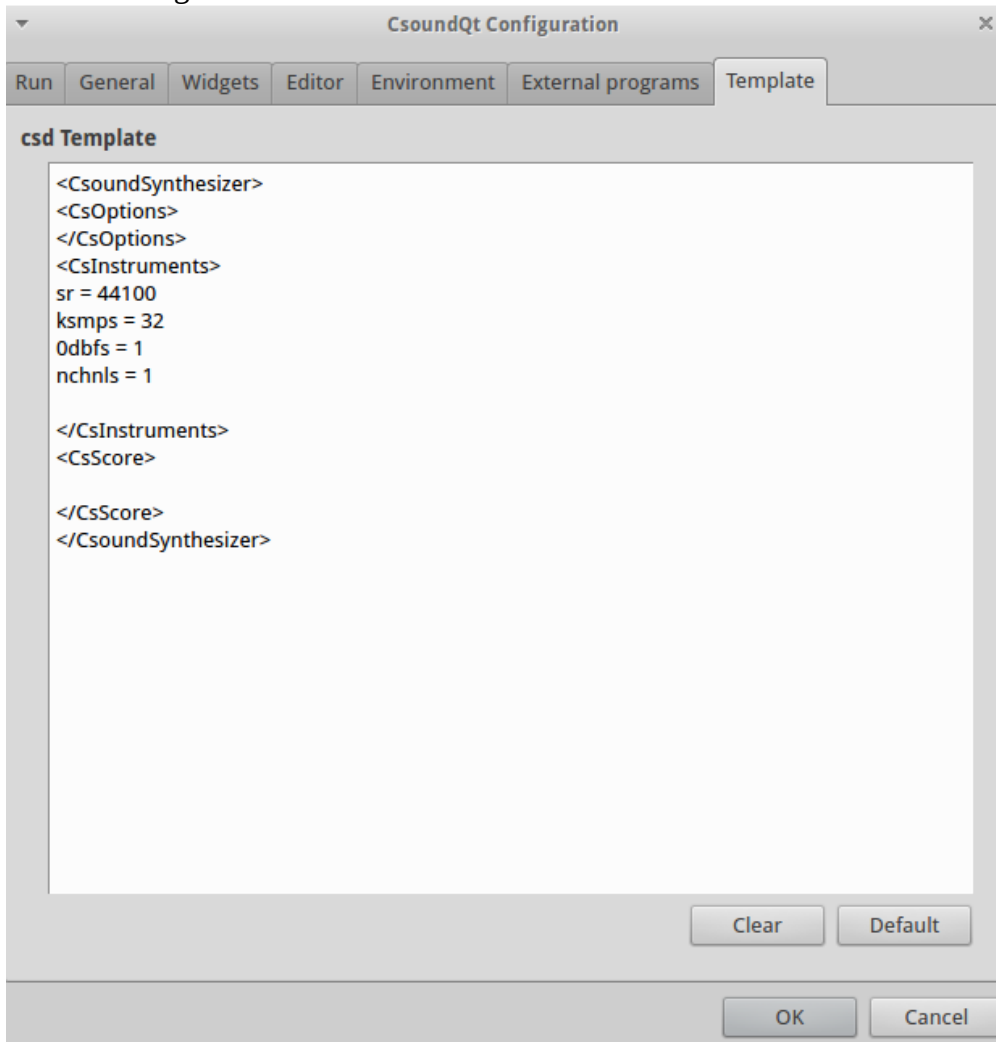 CsoundQt Configuration
Run General Widgets Editor Environment External programs Template
csd Template
<CsoundSynthesizer>
<CsOptions>
</CsOptions>
<CsInstruments>
sr = 44100
ksmps = 32
0dbfs = 1
nchnls = 1
</CsInstruments>
<CsScore>
</CsScore>
</CsoundSynthesizer>
Clear Default
OK Cancel